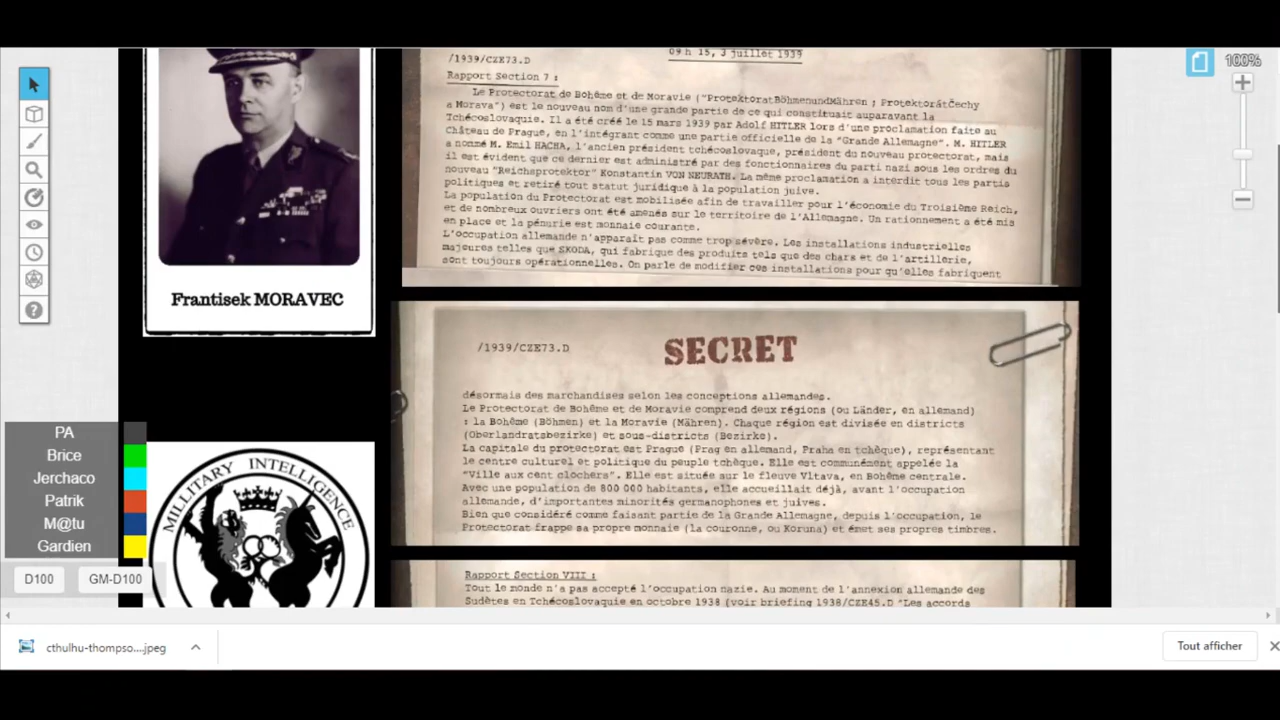 09 h 15, 3 juillet 1939
/1939/CZE73.D
Rapport Section 7 :
Le Protectorat de Bohême et de Moravie ("ProtektoratBöhmenundMähren ; ProtektorátČechy
a Morava") est le nouveau nom d'une grande partie de ce qui constituait auparavant la
Tchécoslovaquie. Il a été créé le 15 mars 1939 par Adolf HITLER lors d'une proclamation faite au
Château de Prague, en l'intégrant comme une partie officielle de la "Grande Allemagne". M. HITLER
a nommé M. Emil HACHA, l'ancien président tchécoslovaque, président du nouveau protectorat, mais
il est évident que ce dernier est administré par des fonctionnaires du parti nazi sous les ordres du
nouveau "Reichsprotektor" Konstantin VON NEURATH. La même proclamation a interdit tous les partis
politiques et retiré tout statut juridique à la population juive.
La population du Protectorat est mobilisée afin de travailler pour l'économie du Troisième Reich,
et de nombreux ouvriers ont été amenés sur le territoire de l'Allemagne. Un rationnement a été mis
en place et la pénurie est monnaie courante.
L'occupation allemande n'apparaît pas comme trop sévère. Les installations industrielles
majeures telles que SKODA, qui fabrique des produits tels que des chars et de l'artillerie,
sont toujours opérationnelles. On parle de modifier ces installations pour qu'elles fabriquent
Frantisek MORAVEC
/1939/CZE73.D
SECRET
désormais des marchandises selon les conceptions allemandes.
Le Protectorat de Bohême et de Moravie comprend deux régions (ou Länder, en allemand)
: la Bohême (Böhmen) et la Moravie (Mähren). Chaque région est divisée en districts
(Oberlandratsbezirke) et sous-districts (Bezirke).
La capitale du protectorat est Prague (Prag en allemand, Praha en tchèque), représentant
le centre culturel et politique du peuple tchèque. Elle est communément appelée la
"Ville aux cent clochers". Elle est située sur le fleuve Vltava, en Bohême centrale.
Avec une population de 800 000 habitants, elle accueillait déjà, avant l'occupation
allemande, d'importantes minorités germanophones et juives.
Bien que considéré comme faisant partie de la Grande Allemagne, depuis l'occupation, le
Protectorat frappe sa propre monnaie (la couronne, ou Koruna) et émet ses propres timbres.
MILITARY INTELLIGENCE
Rapport Section VIII :
Tout le monde n'a pas accepté l'occupation nazie. Au moment de l'annexion allemande des
Sudètes en Tchécoslovaquie en octobre 1938 (voir briefing 1938/CZE45.D "Les accords
100%
PA
Brice
Jerchaco
Patrik
M@tu
Gardien
D100
GM-D100
cthulhu-thompso....jpeg
Tout afficher